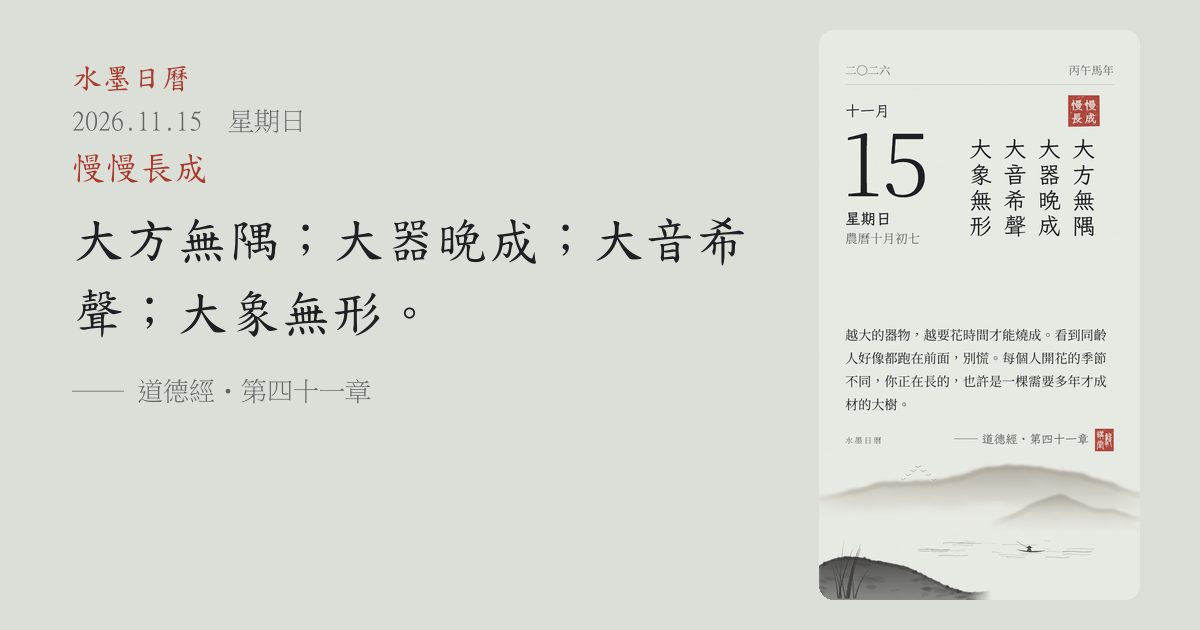 水墨日曆
2026.11.15 星期日
慢慢長成
大方無隅；大器晚成；大音希
聲；大象無形。
—— 道德經・第四十一章
二〇二六
丙午馬年
十一月
15
星期日
農曆十月初七
慢慢
長成
大方無隅
大器晚成
大音希聲
大象無形
越大的器物，越要花時間才能燒成。看到同齡
人好像都跑在前面，別慌。每個人開花的季節
不同，你正在長的，也許是一棵需要多年才成
材的大樹。
水墨日曆
—— 道德經・第四十一章